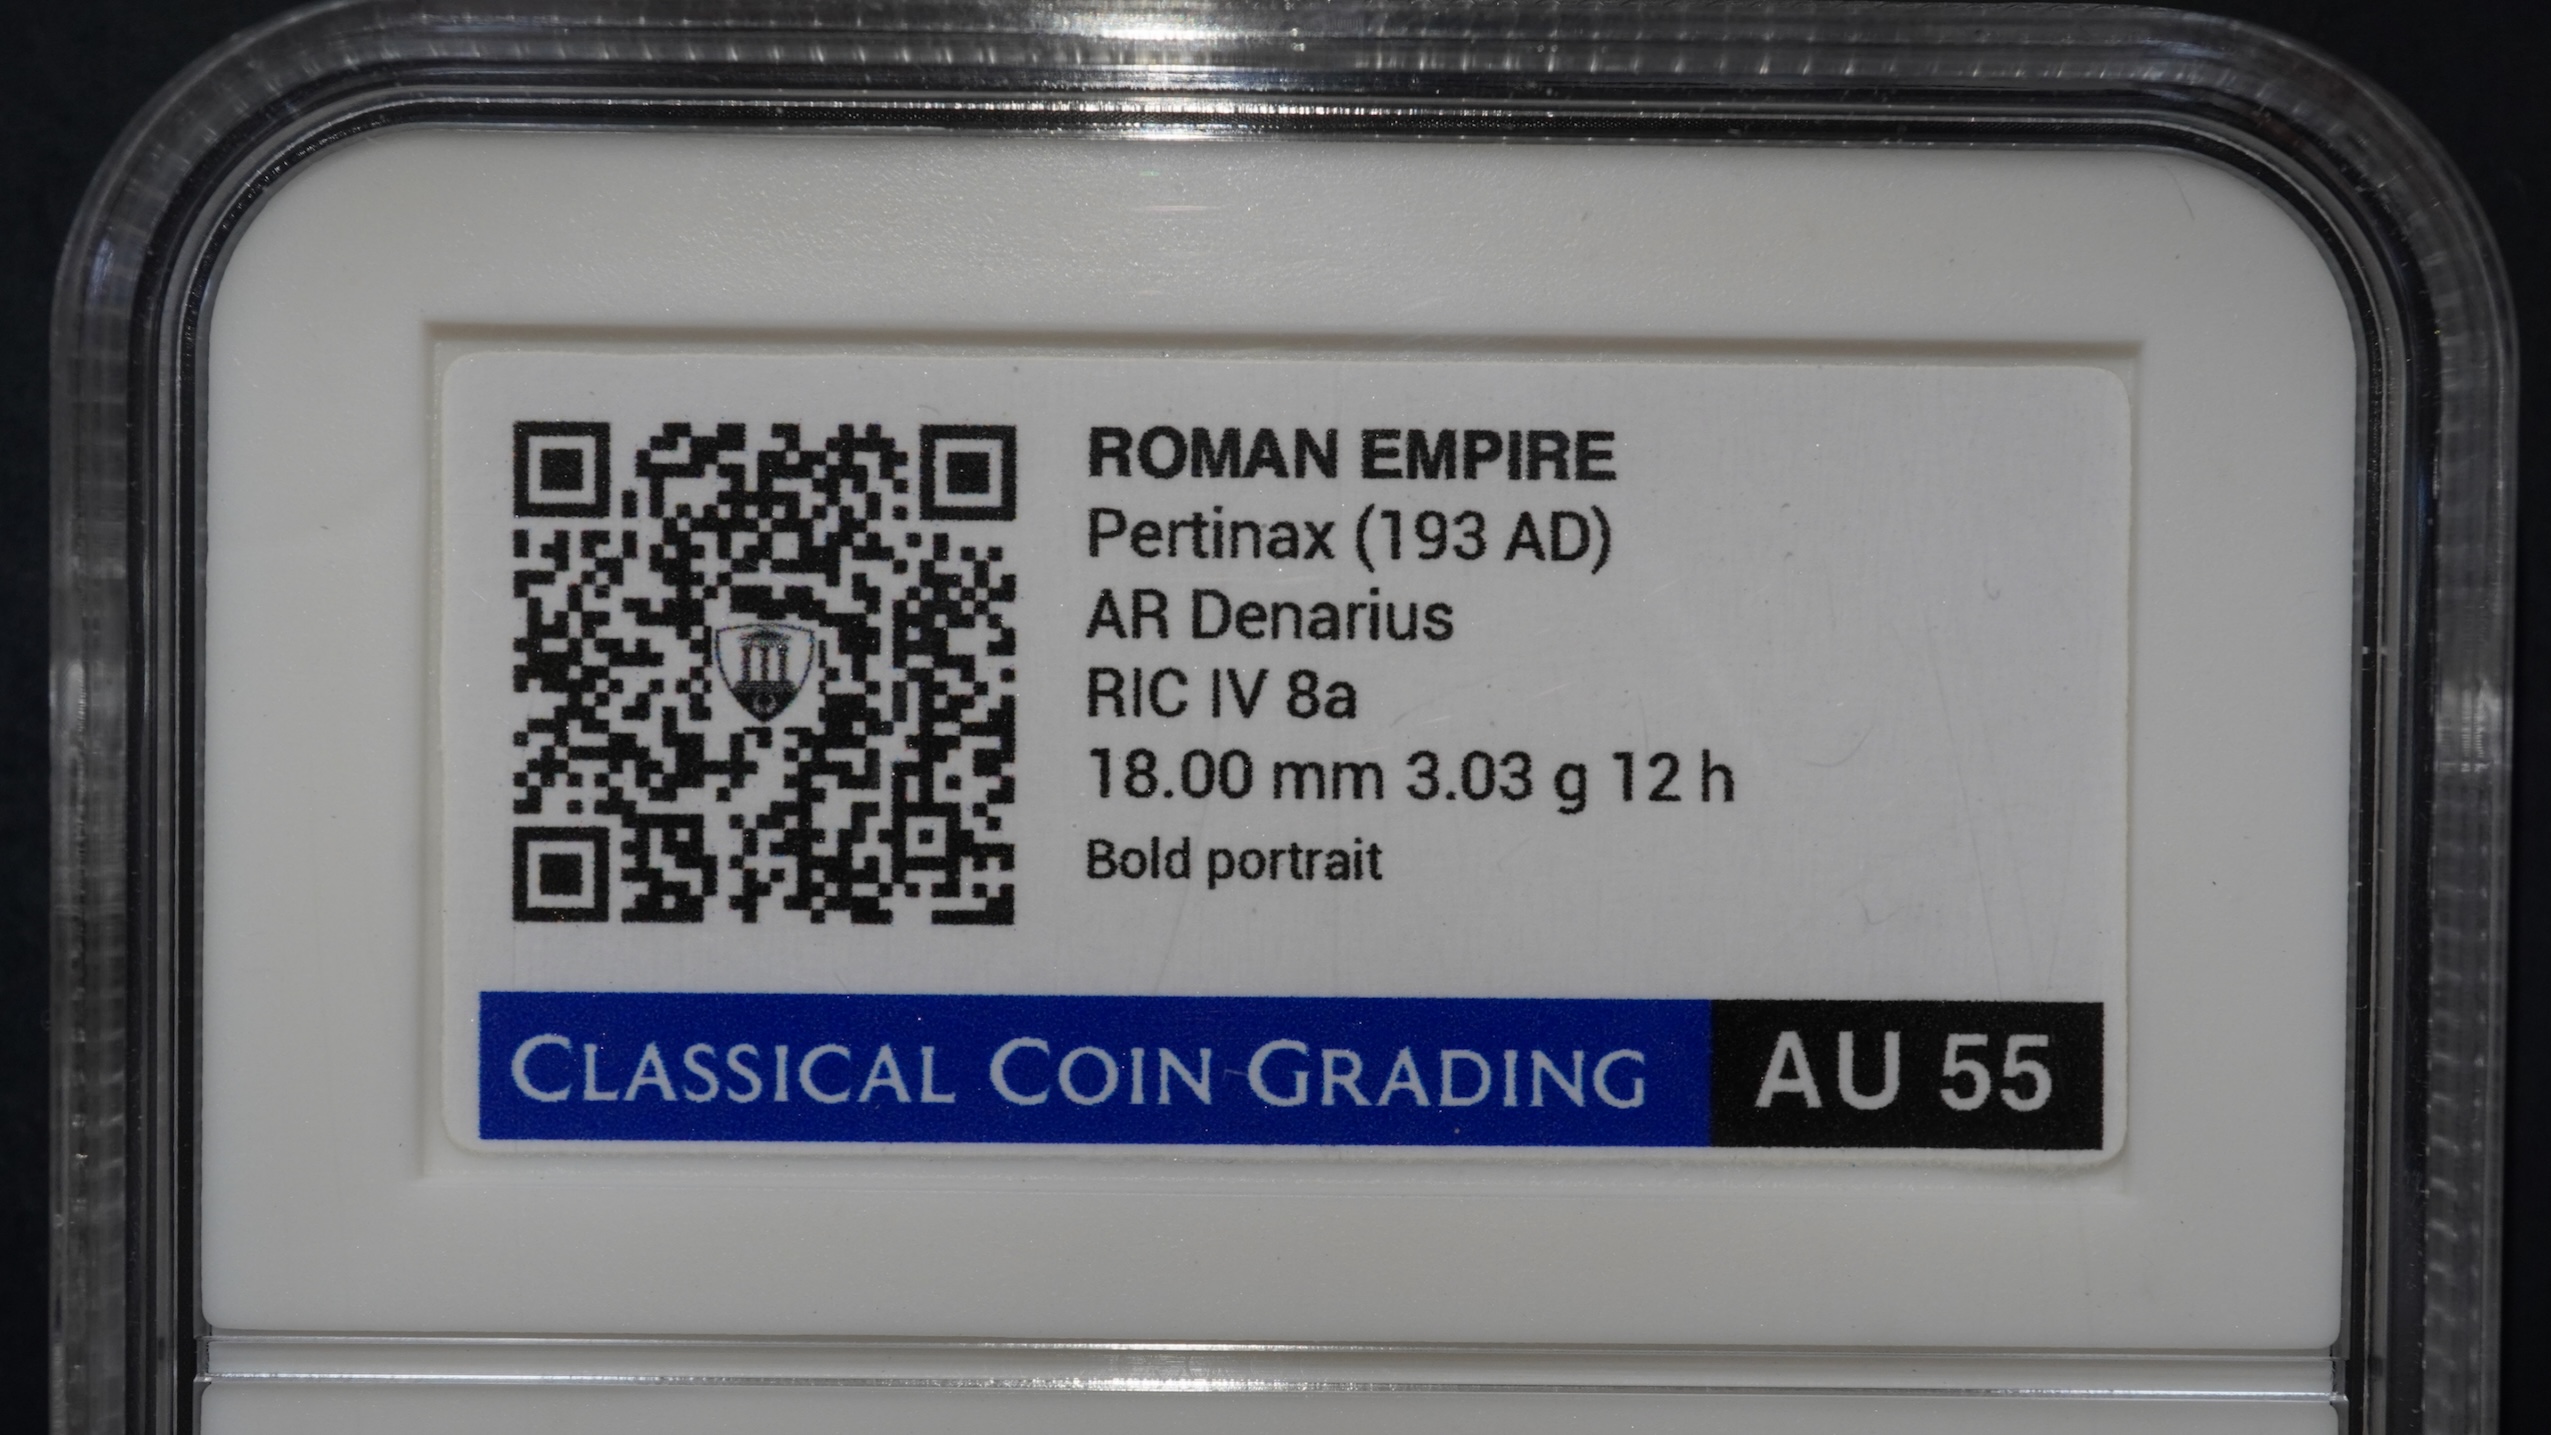 ROMAN EMPIRE
Pertinax (193 AD)
AR Denarius
RIC IV 8a
18.00 mm 3.03 g 12 h
Bold portrait
CLASSICAL COIN GRADING AU 55